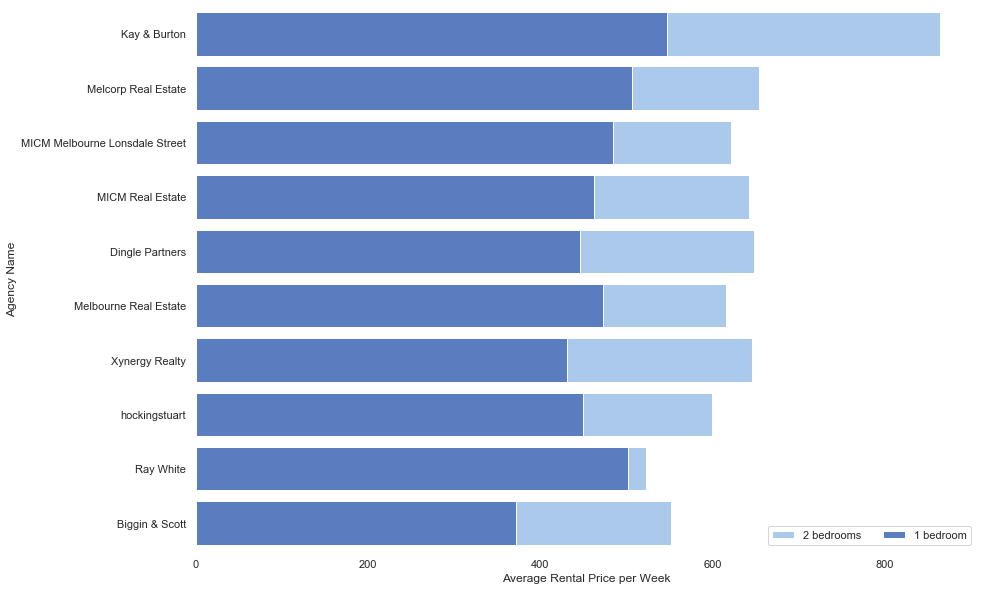 Kay & Burton
Melcorp Real Estate
MICM Melbourne Lonsdale Street
MICM Real Estate
Dingle Partners
Melbourne Real Estate
Xynergy Realty
hockingstuart
Ray White
Biggin & Scott
Agency Name
2 bedrooms 1 bedroom
0 200 400 600 800
Average Rental Price per Week